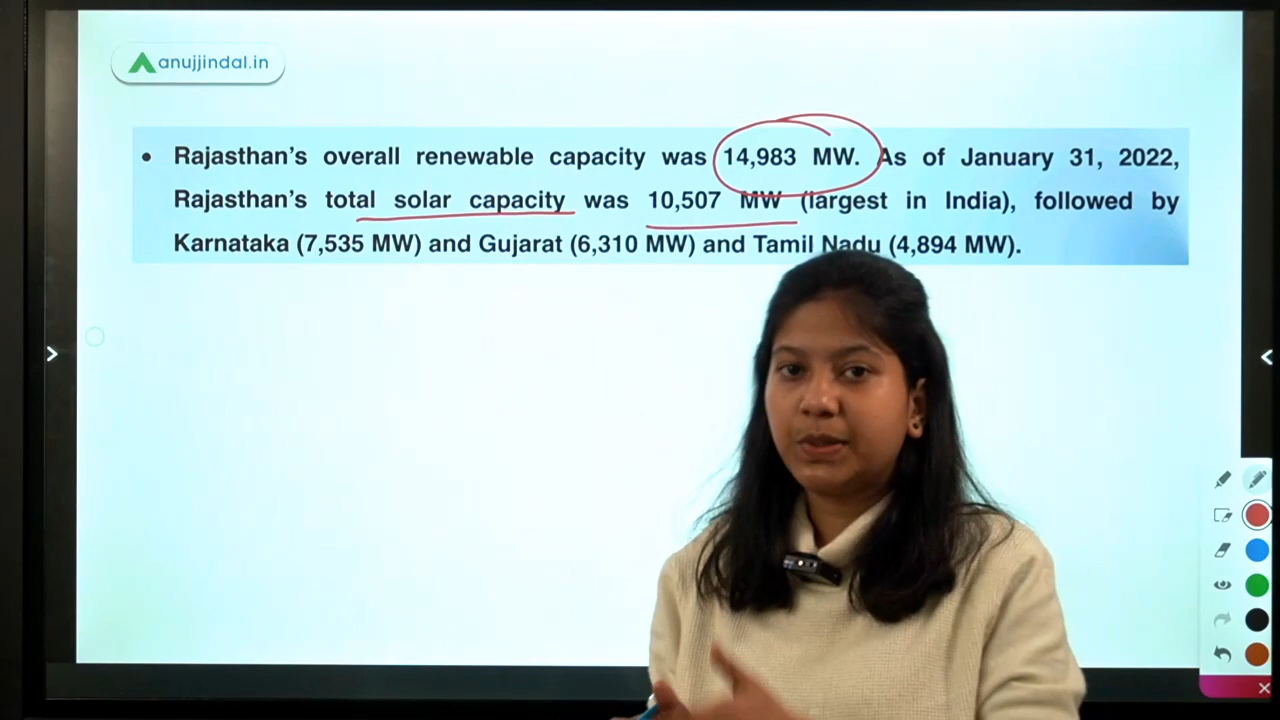 anujjindal.in
• Rajasthan's overall renewable capacity was 14,983 MW. As of January 31, 2022,
Rajasthan's total solar capacity was 10,507 MW (largest in India), followed by
Karnataka (7,535 MW) and Gujarat (6,310 MW) and Tamil Nadu (4,894 MW).